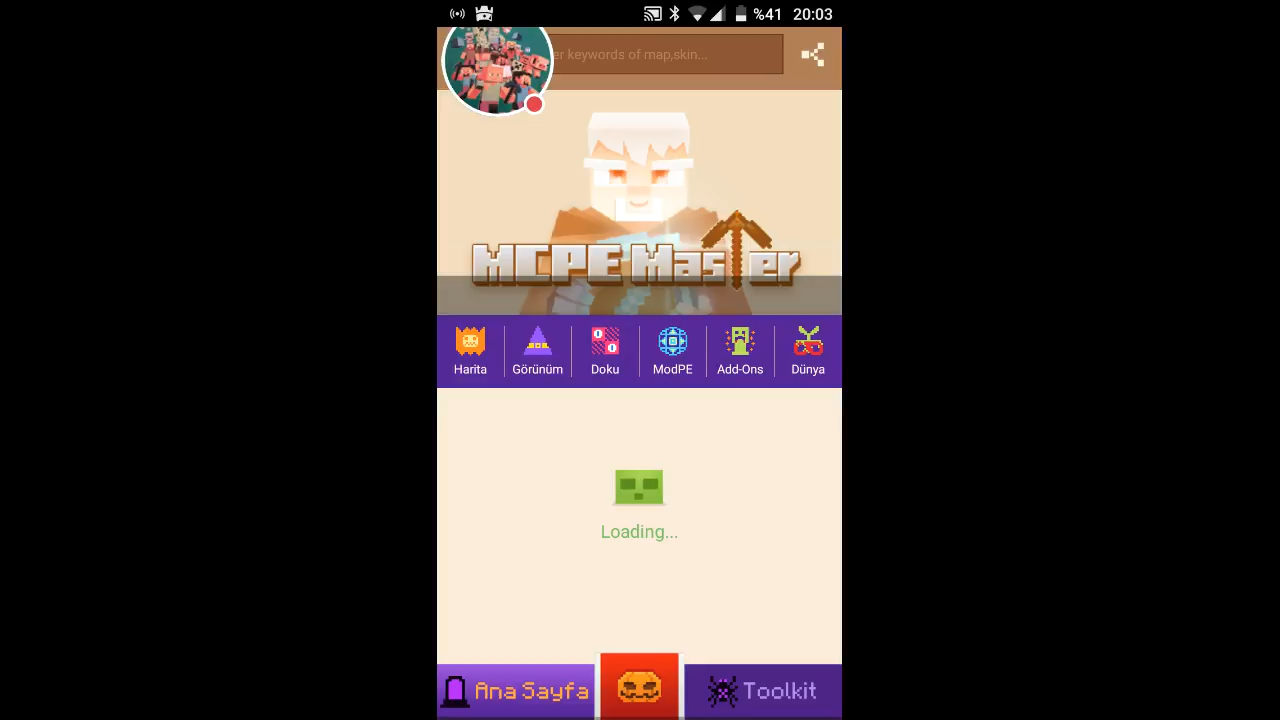 %41 20:03
er keywords of map,skin...
MCPE Master
Harita Görünüm Doku ModPE Add-Ons Dünya
Loading...
Ana Sayfa Toolkit